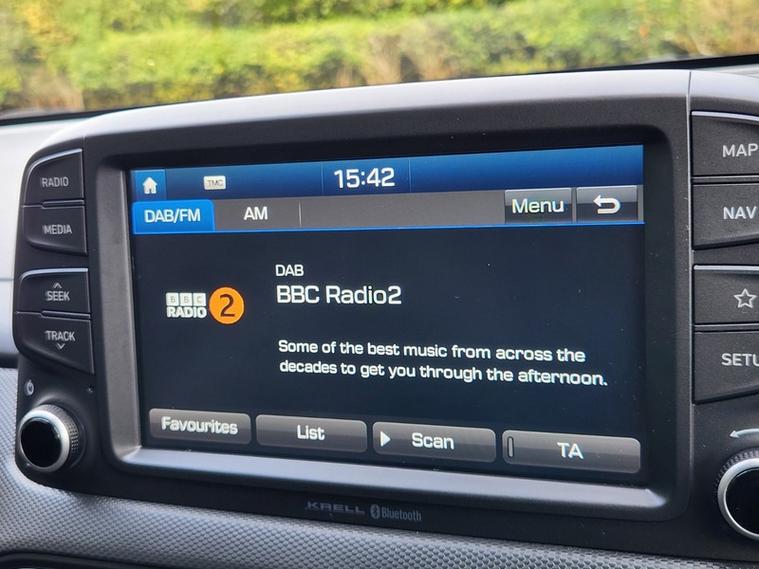 RADIO
MEDIA
SEEK
TRACK
TMC
15:42
DAB/FM
AM
Menu
DAB
BBC Radio2
BBC
RADIO 2
Some of the best music from across the
decades to get you through the afternoon.
Favourites
List
Scan
TA
KRELL Bluetooth
MAP
NAV
SETU